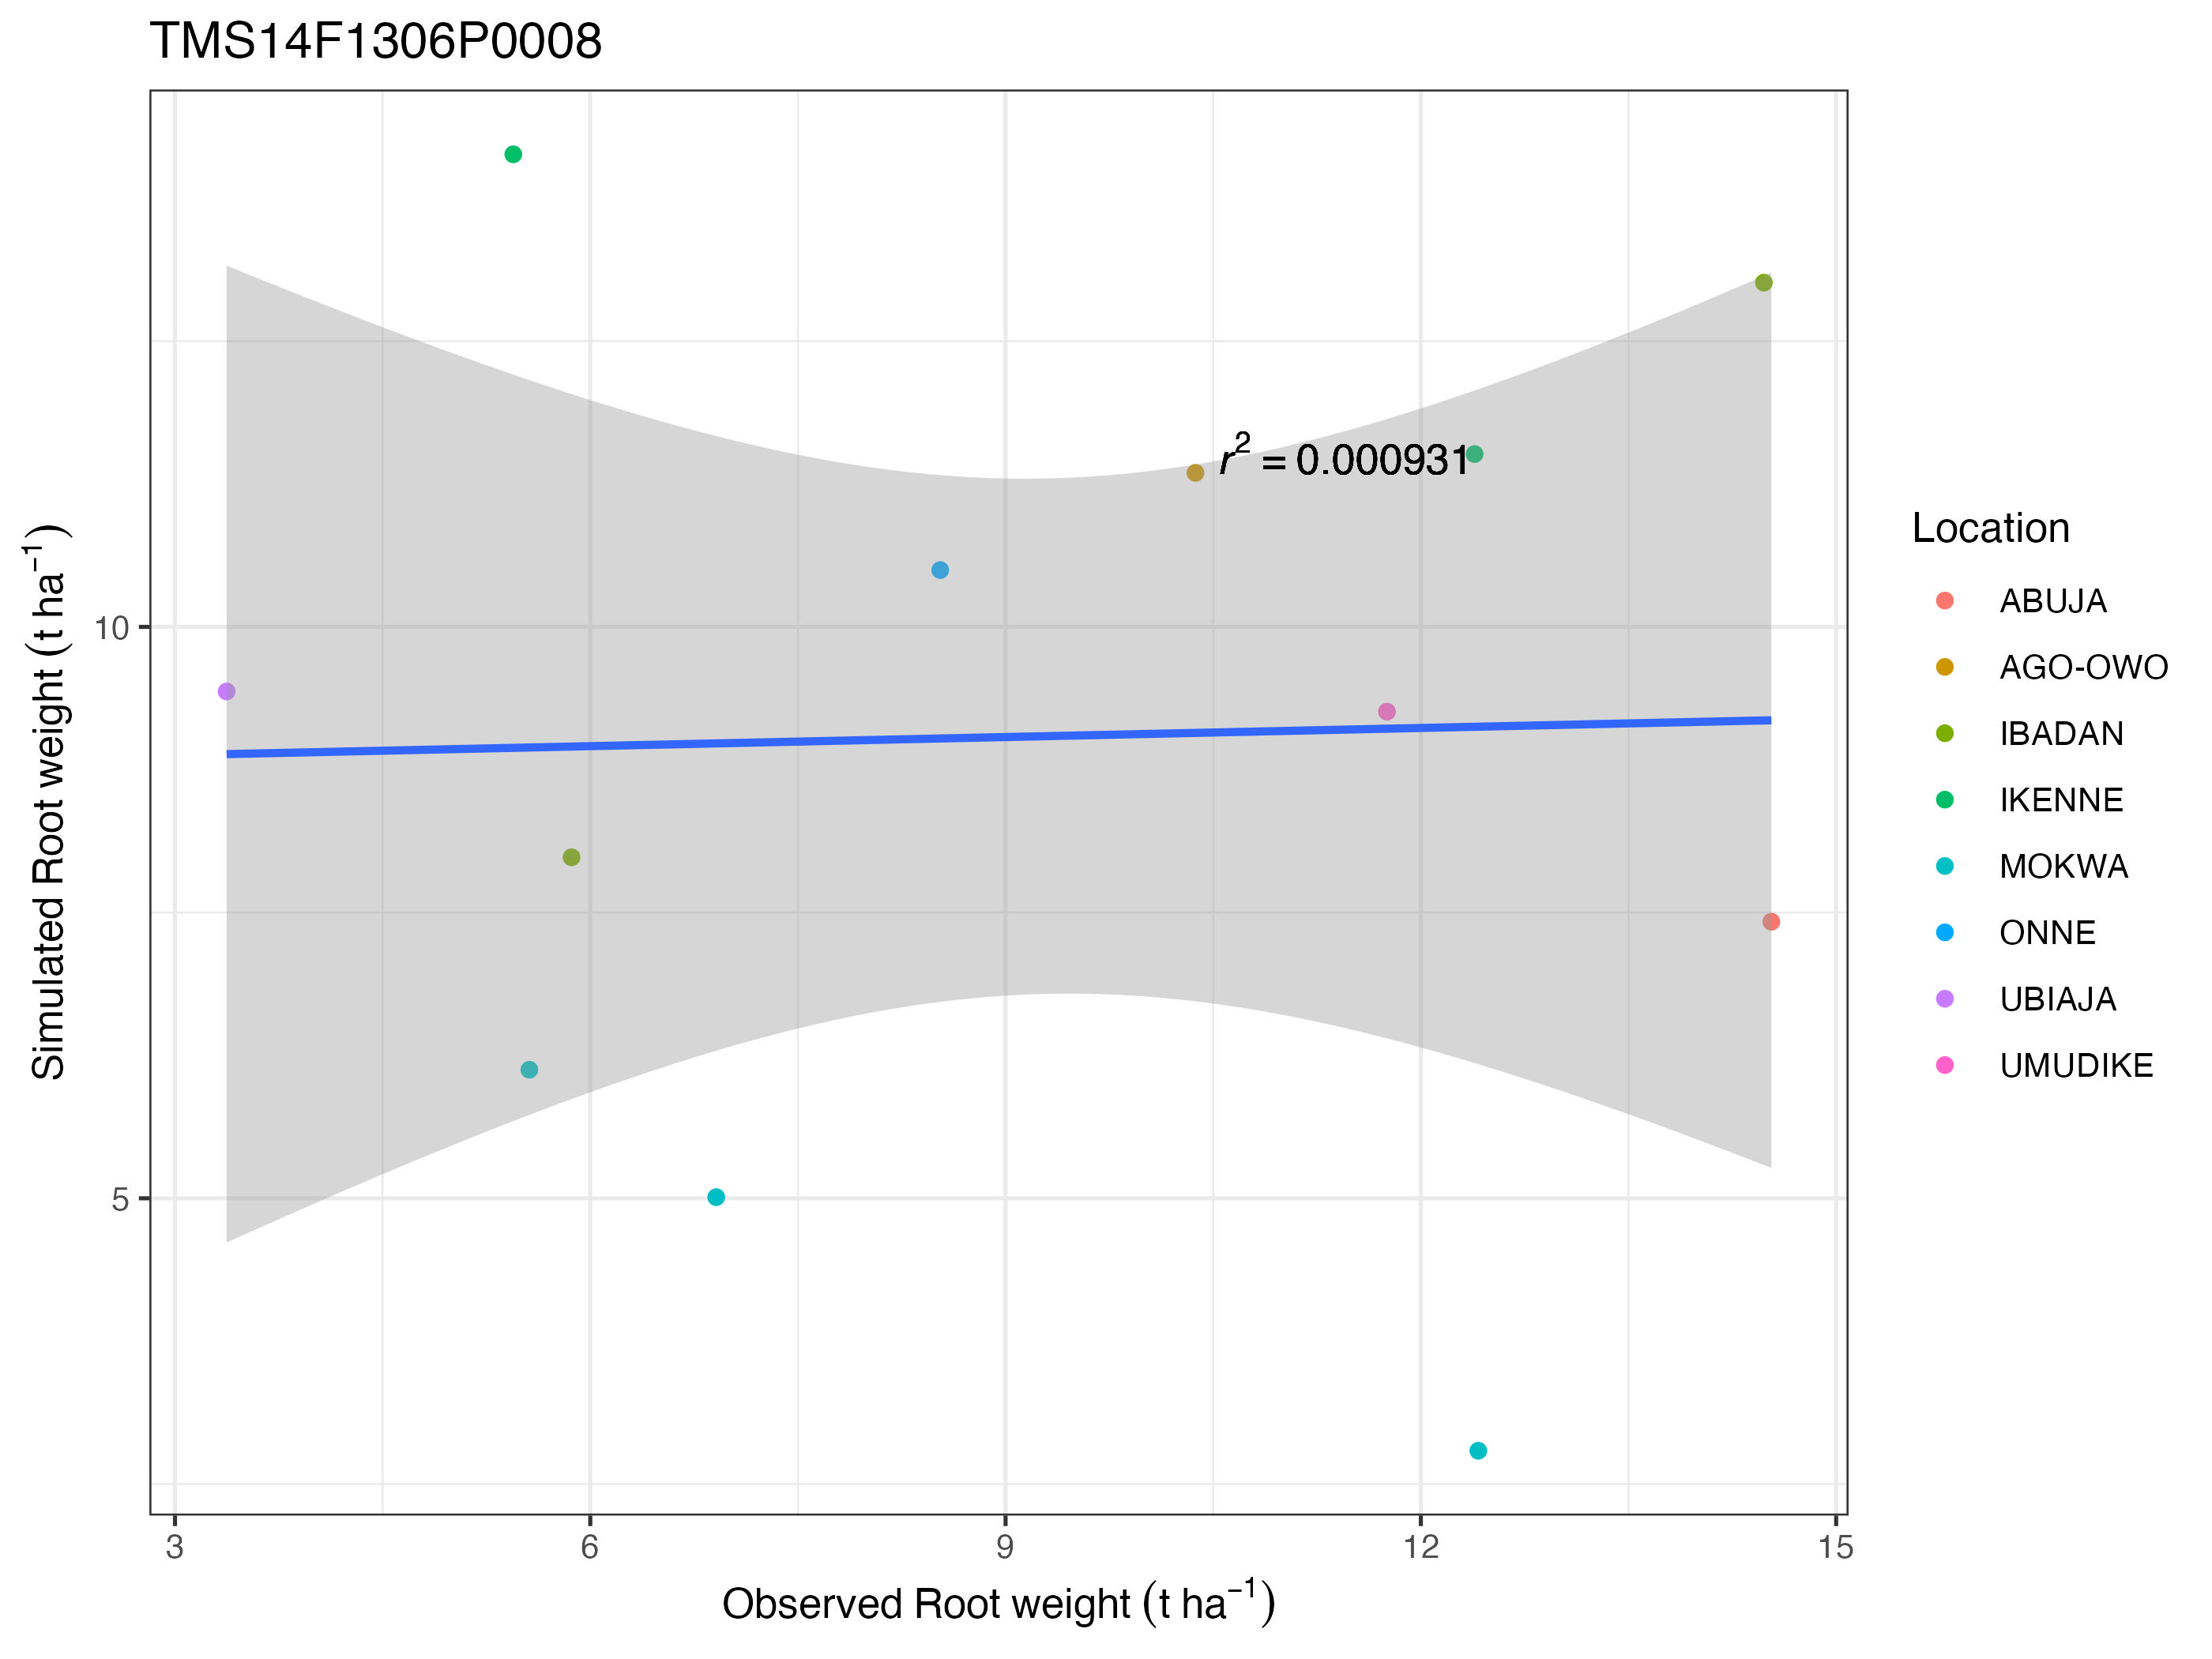 TMS14F1306P0008
r² = 0.000931
Simulated Root weight (t ha⁻¹)
10
5
3 6 9 12 15
Observed Root weight (t ha⁻¹)
Location
ABUJA
AGO-OWO
IBADAN
IKENNE
MOKWA
ONNE
UBIAJA
UMUDIKE